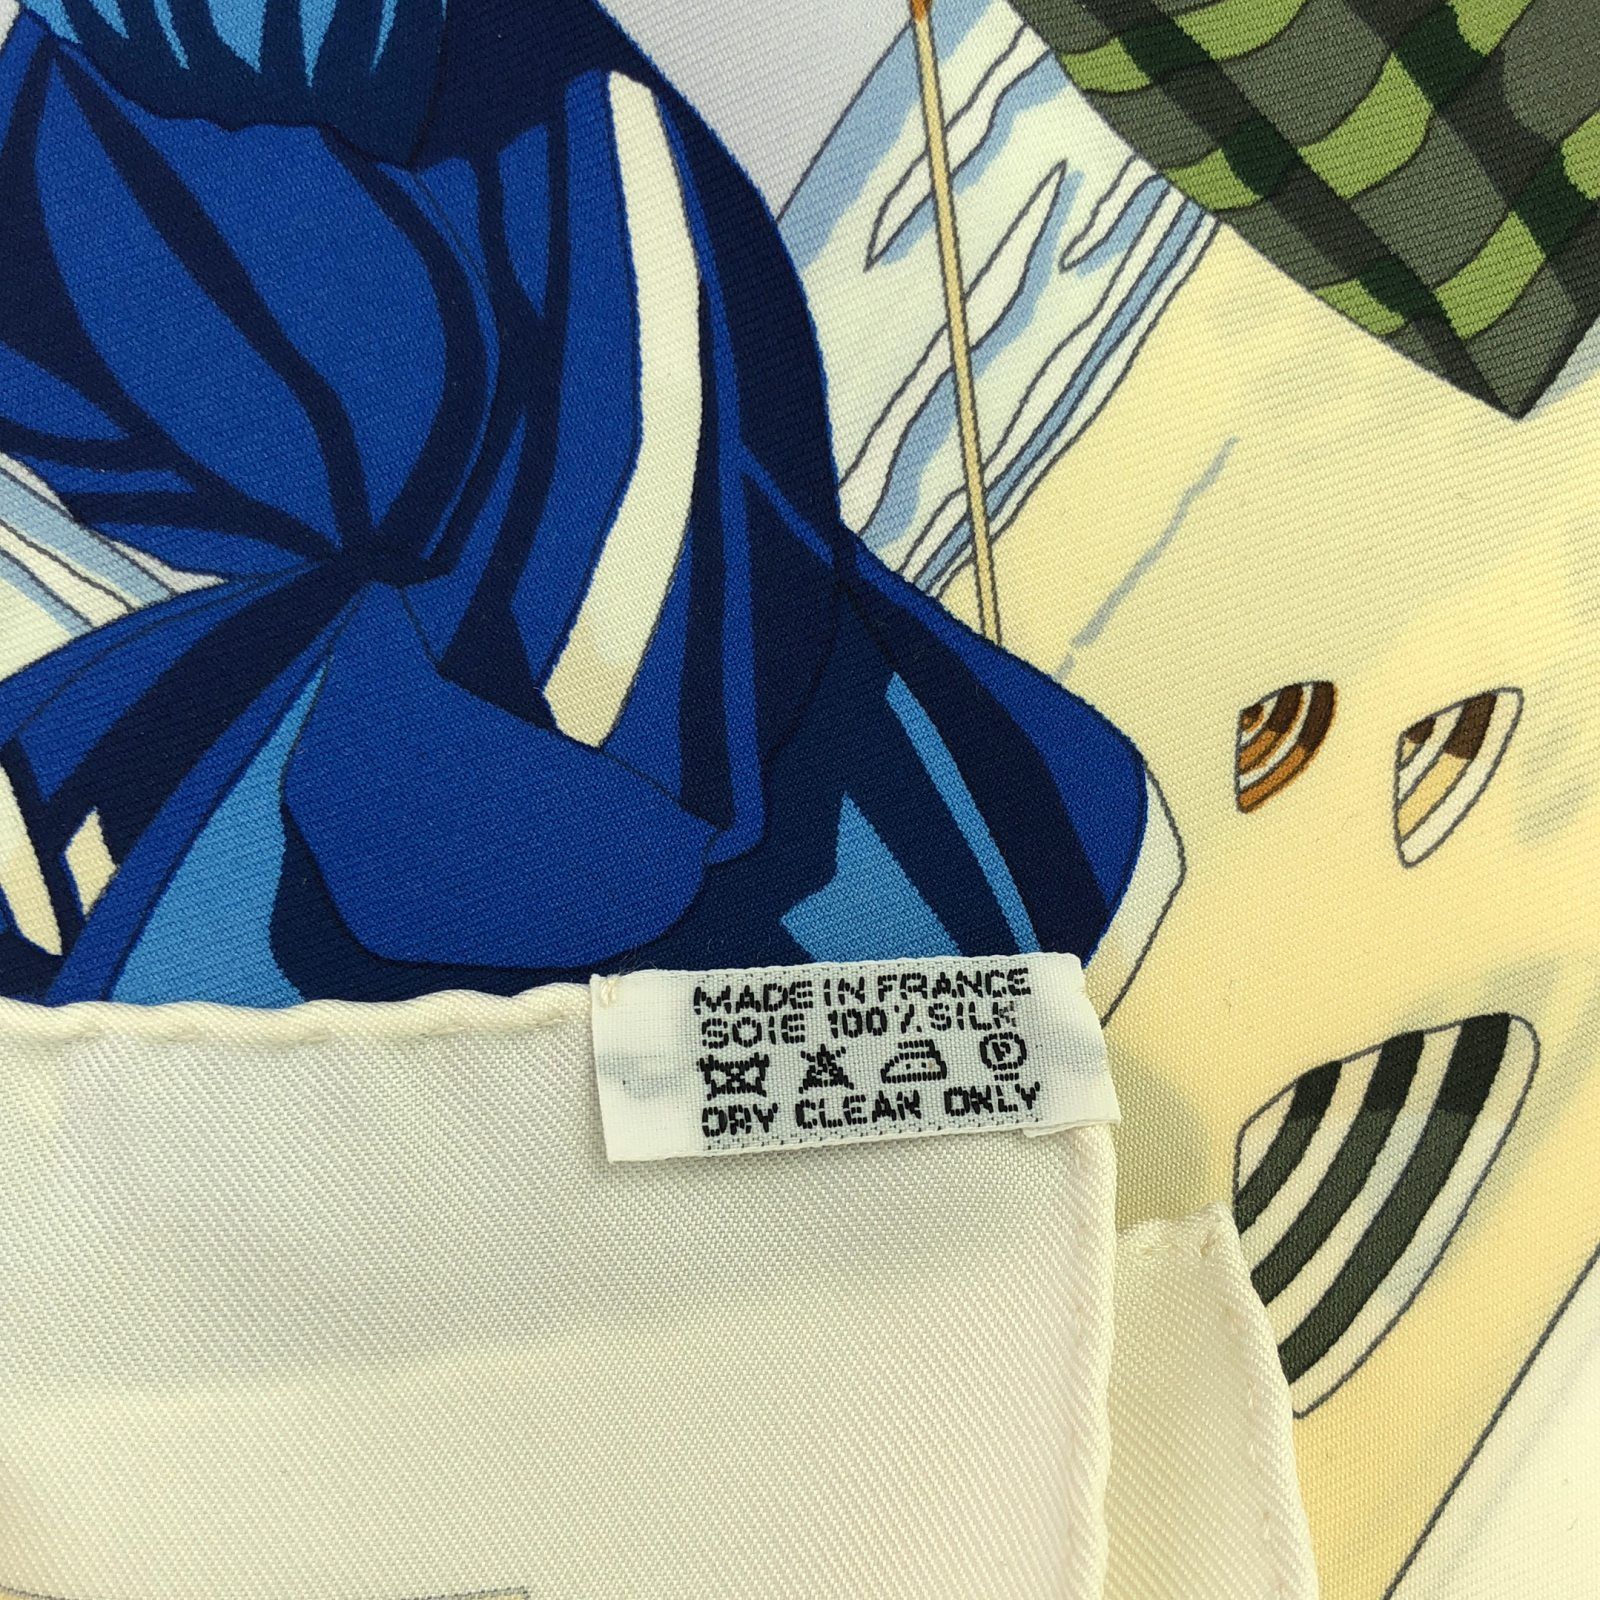 MADE IN FRANCE
SOIE 100% SILK
P
DRY CLEAN ONLY